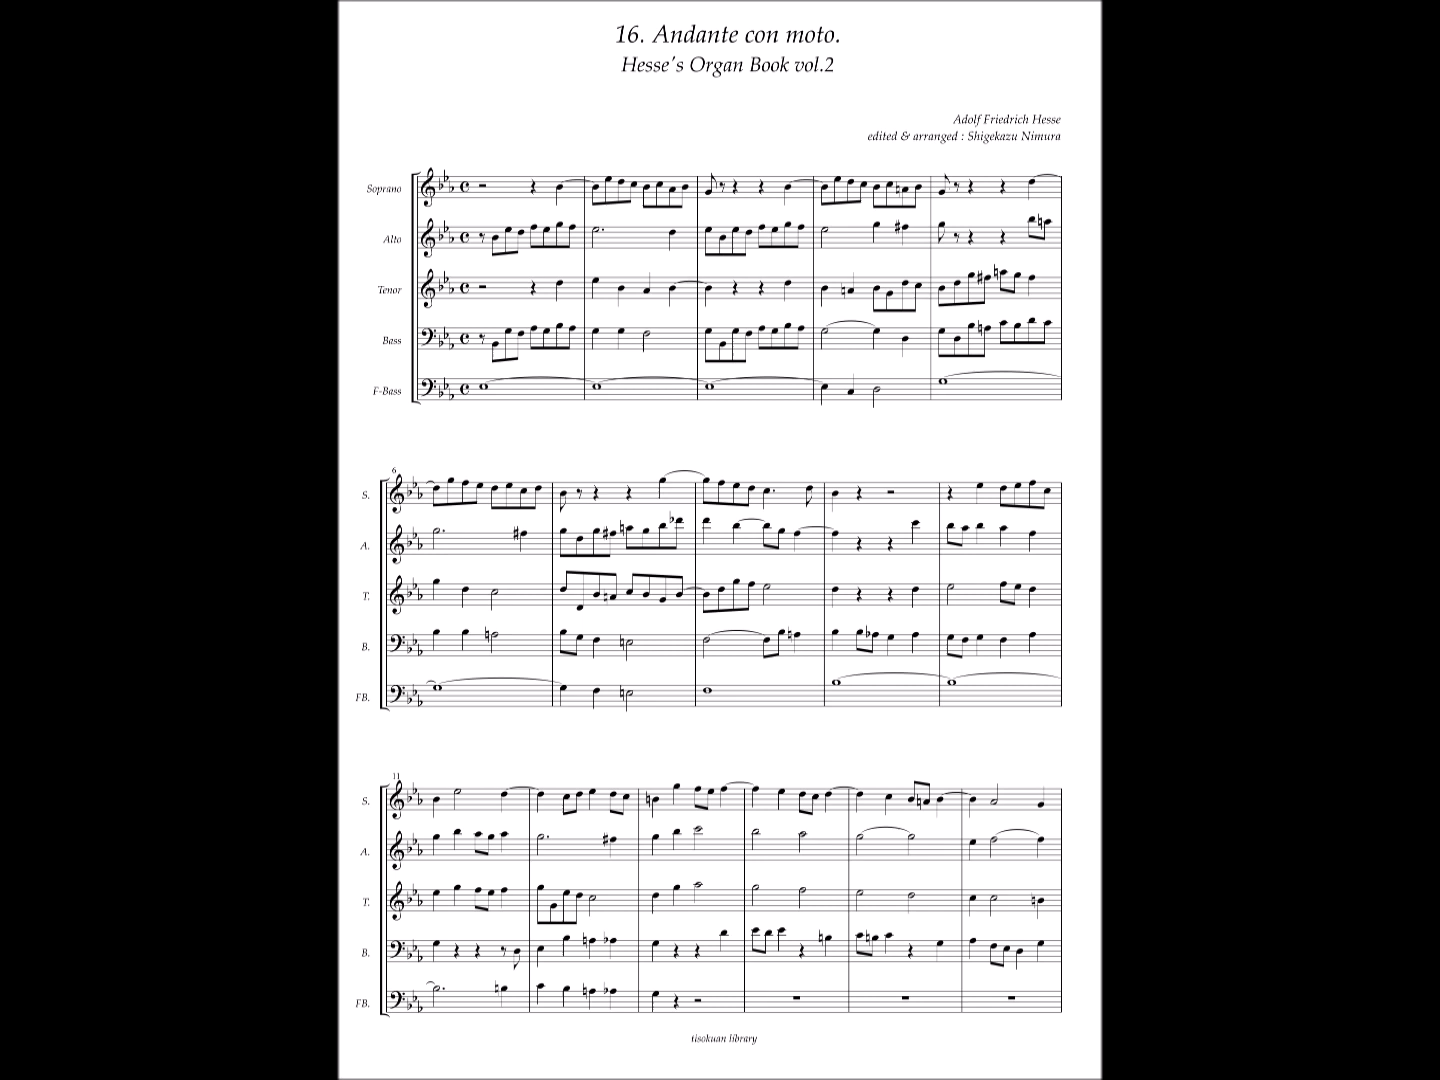 16. Andante con moto.
Hesse's Organ Book vol.2
Adolf Friedrich Hesse
edited & arranged : Shigekazu Nimura
Soprano
Alto
Tenor
Bass
F-Bass
6
S.
A.
T.
B.
FB.
11
S.
A.
T.
B.
FB.
tisokuan library